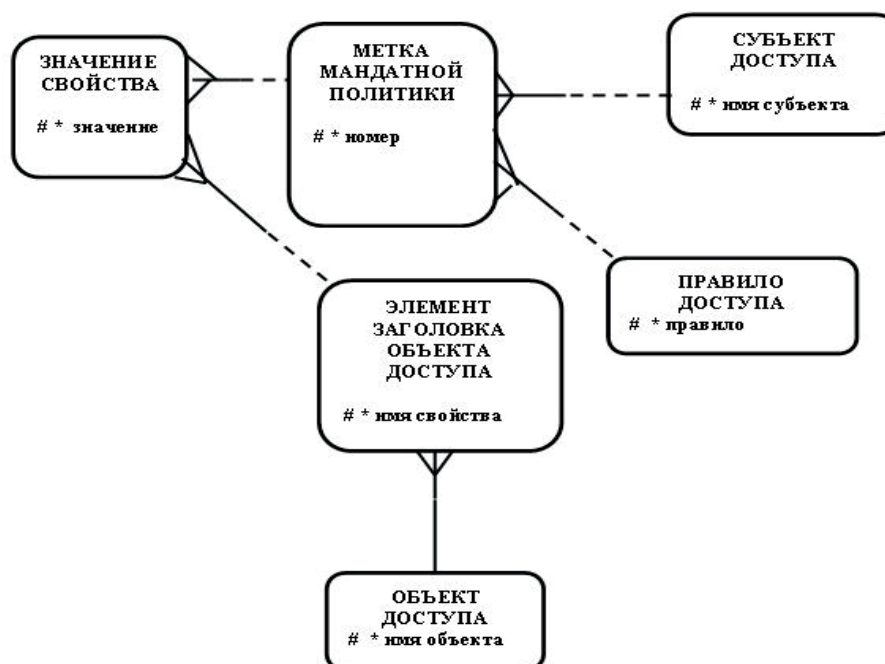 ЗНАЧЕНИЕ
СВОЙСТВА
# * значение
МЕТКА
МАНДАТНОЙ
ПОЛИТИКИ
# * номер
СУБЪЕКТ
ДОСТУПА
# * имя субъекта
ПРАВИЛО
ДОСТУПА
# * правило
ЭЛЕМЕНТ
ЗАГОЛОВКА
ОБЪЕКТА
ДОСТУПА
# * имя свойства
ОБЪЕКТ
ДОСТУПА
# * имя объекта